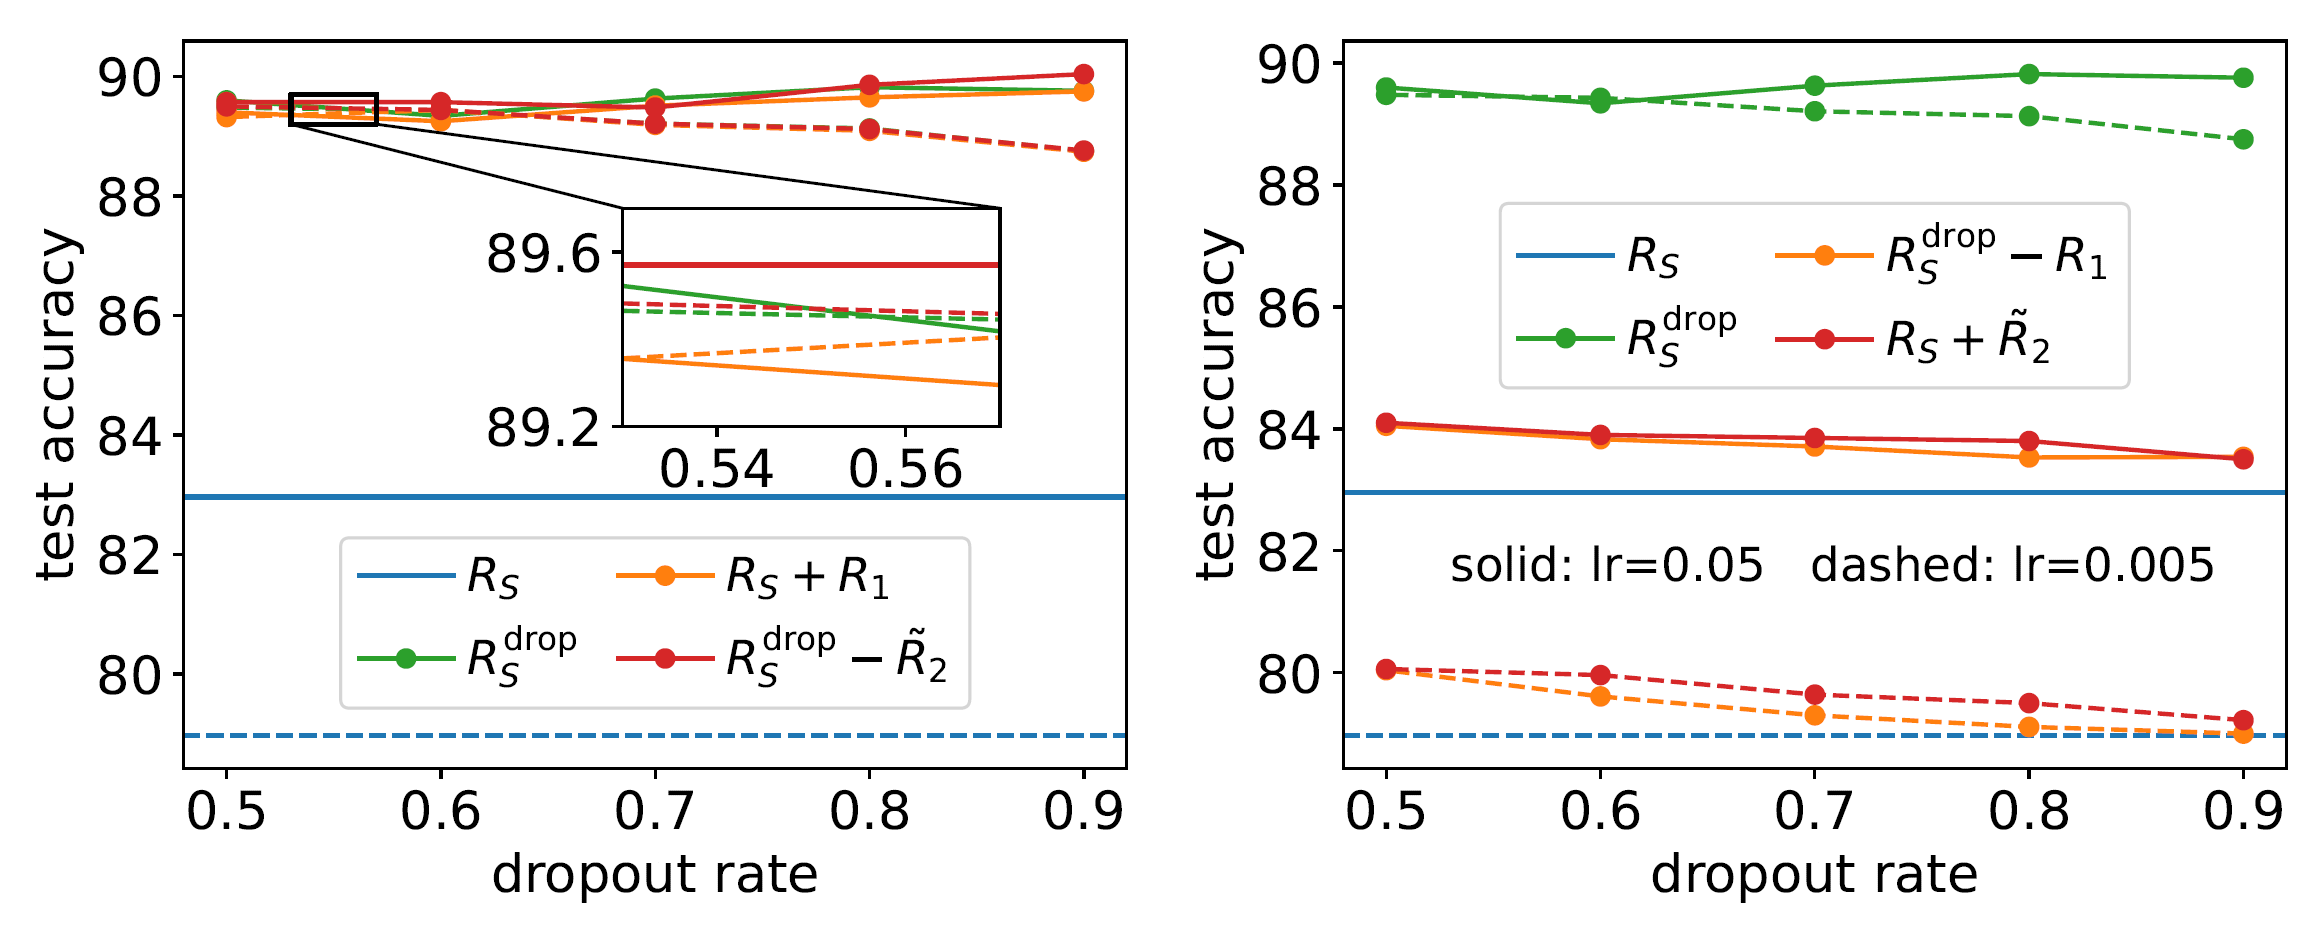 test accuracy
90
88
86
84
82
80
89.6
89.2
0.54 0.56
R_S
R_S + R_1
R_S^drop
R_S^drop − R̃_2
0.5 0.6 0.7 0.8 0.9
dropout rate
test accuracy
90
88
86
84
82
80
R_S
R_S^drop − R_1
R_S^drop
R_S + R̃_2
solid: lr=0.05 dashed: lr=0.005
0.5 0.6 0.7 0.8 0.9
dropout rate